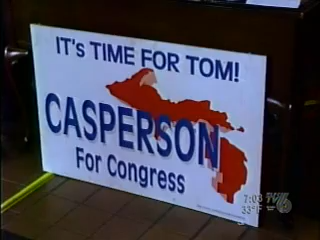 IT's TIME FOR TOM!
CASPERSON
For Congress
7:03 TV6
33°F